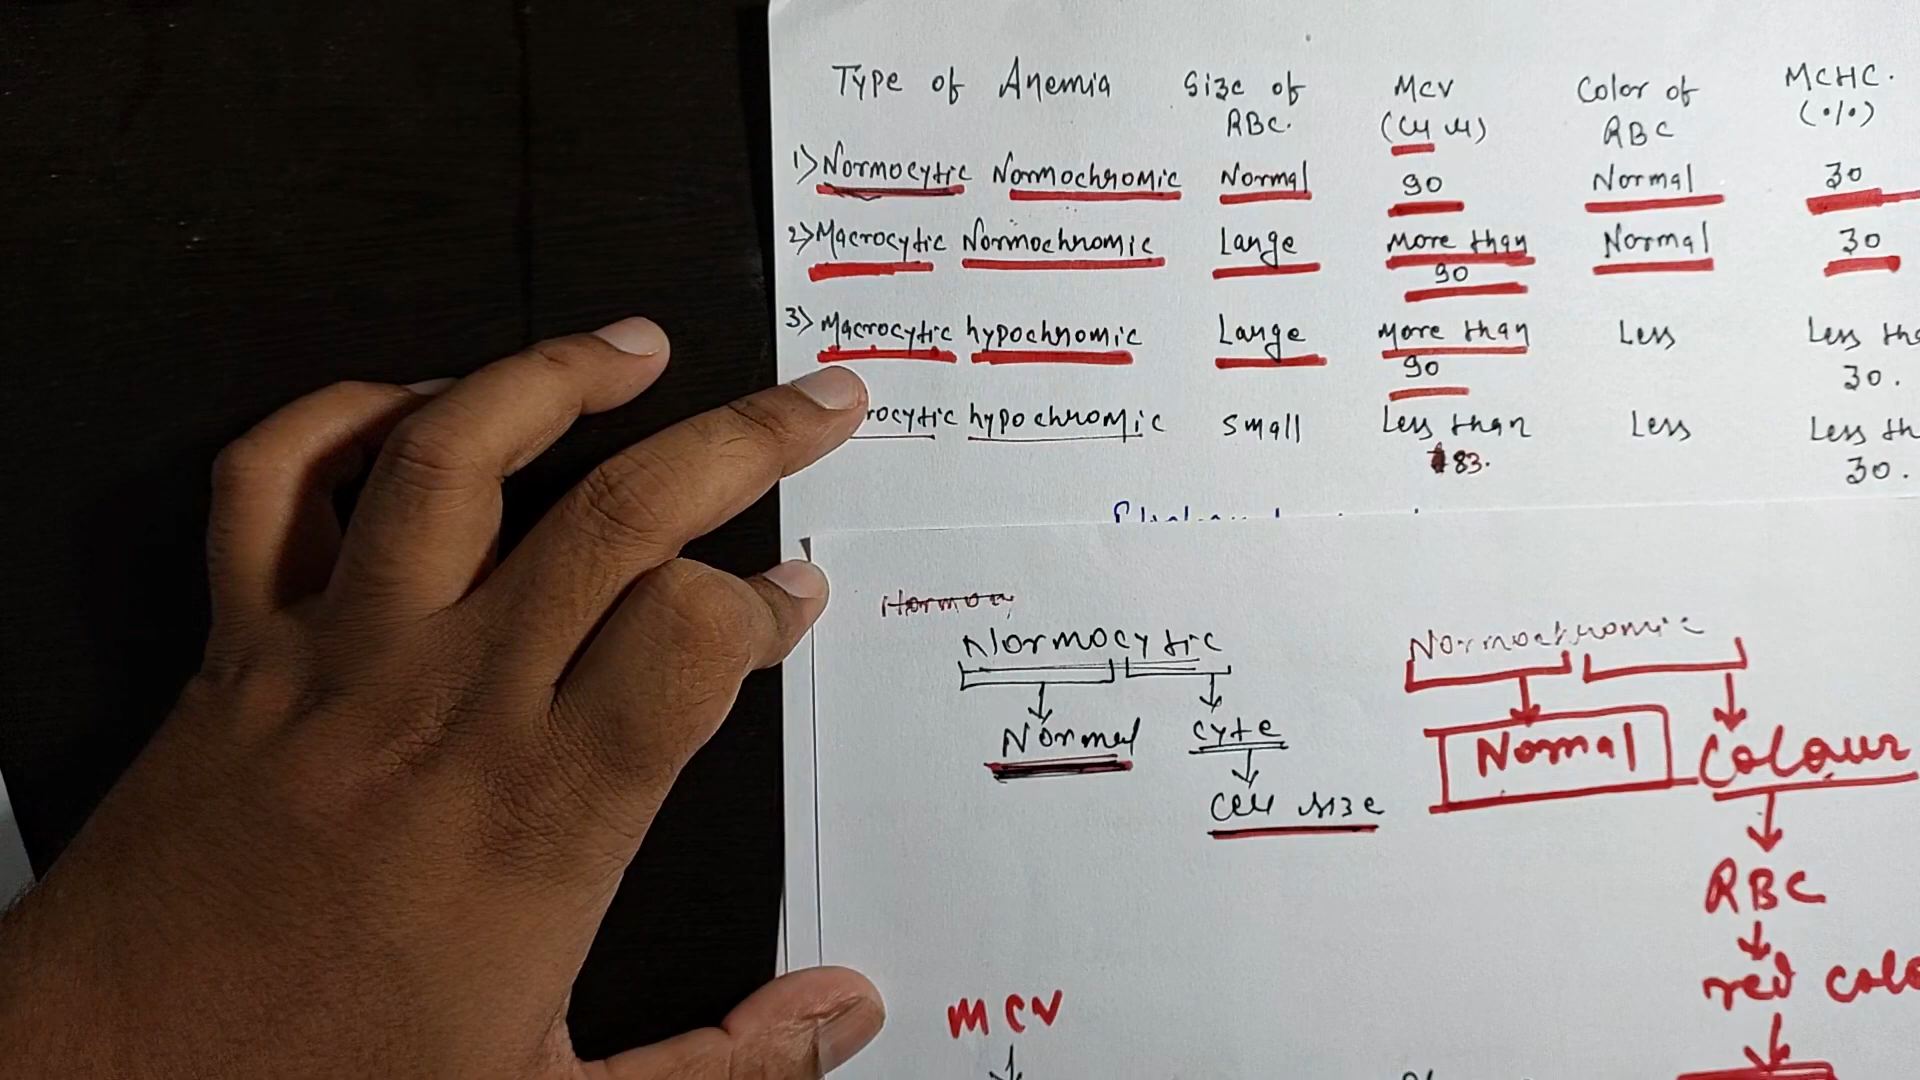 Type of Anemia Size of RBC. MCV (Cu μ) Color of RBC MCHC. (%)
1) Normocytic Normochromic Normal 90 Normal 30
2) Macrocytic Normochromic Large More than 90 Normal 30
3) Macrocytic hypochromic Large More than 90 Less Less tha 30.
rocytic hypochromic Small Less than 83. Less Less th 30.
Normocytic Normochromic
Normal cyte Normal Colour
Cell size
RBC
red colo
MCV